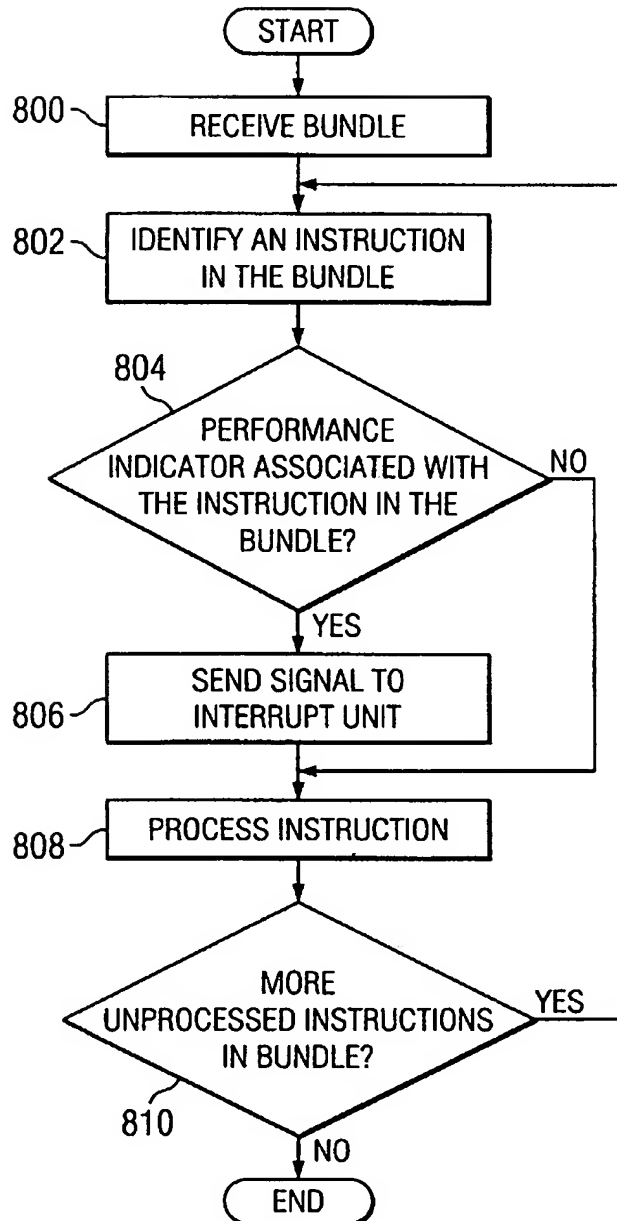 START
800
RECEIVE BUNDLE
802
IDENTIFY AN INSTRUCTION
IN THE BUNDLE
804
PERFORMANCE
INDICATOR ASSOCIATED WITH
THE INSTRUCTION IN THE
BUNDLE?
NO
YES
806
SEND SIGNAL TO
INTERRUPT UNIT
808
PROCESS INSTRUCTION
MORE
UNPROCESSED INSTRUCTIONS
IN BUNDLE?
YES
810
NO
END